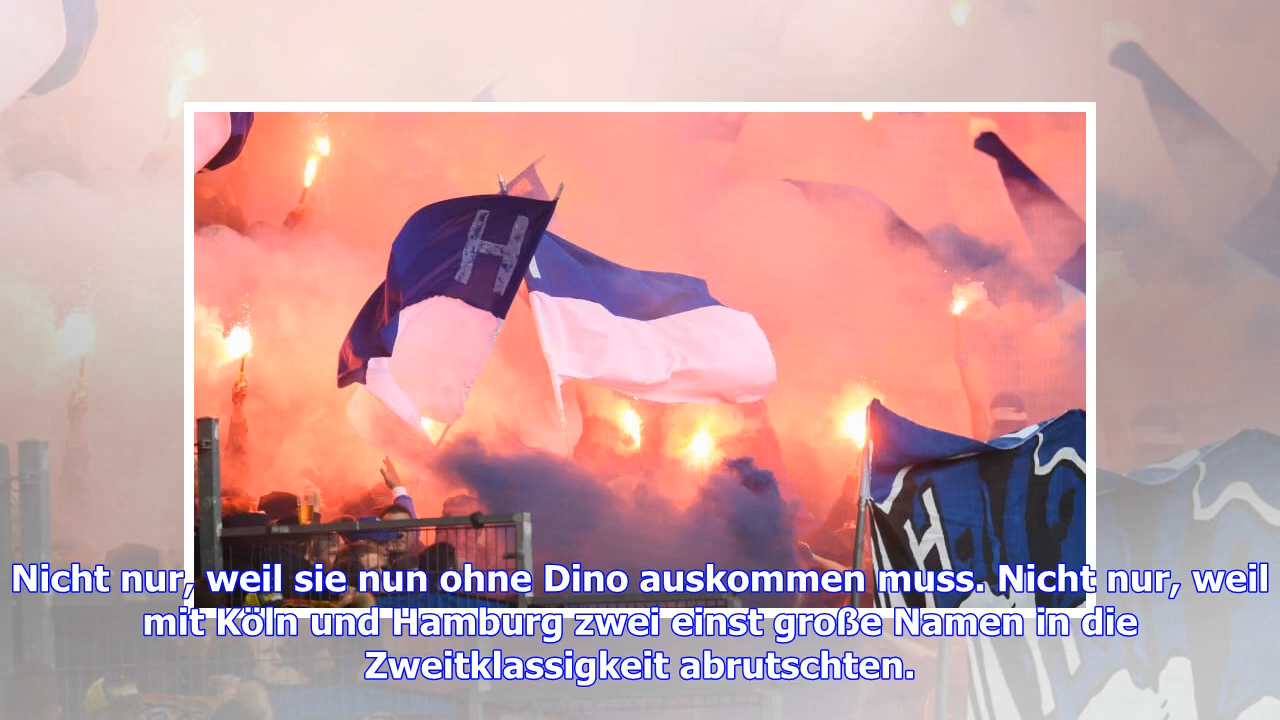 H
Nicht nur, weil sie nun ohne Dino auskommen muss. Nicht nur, weil
mit Köln und Hamburg zwei einst große Namen in die
Zweitklassigkeit abrutschten.